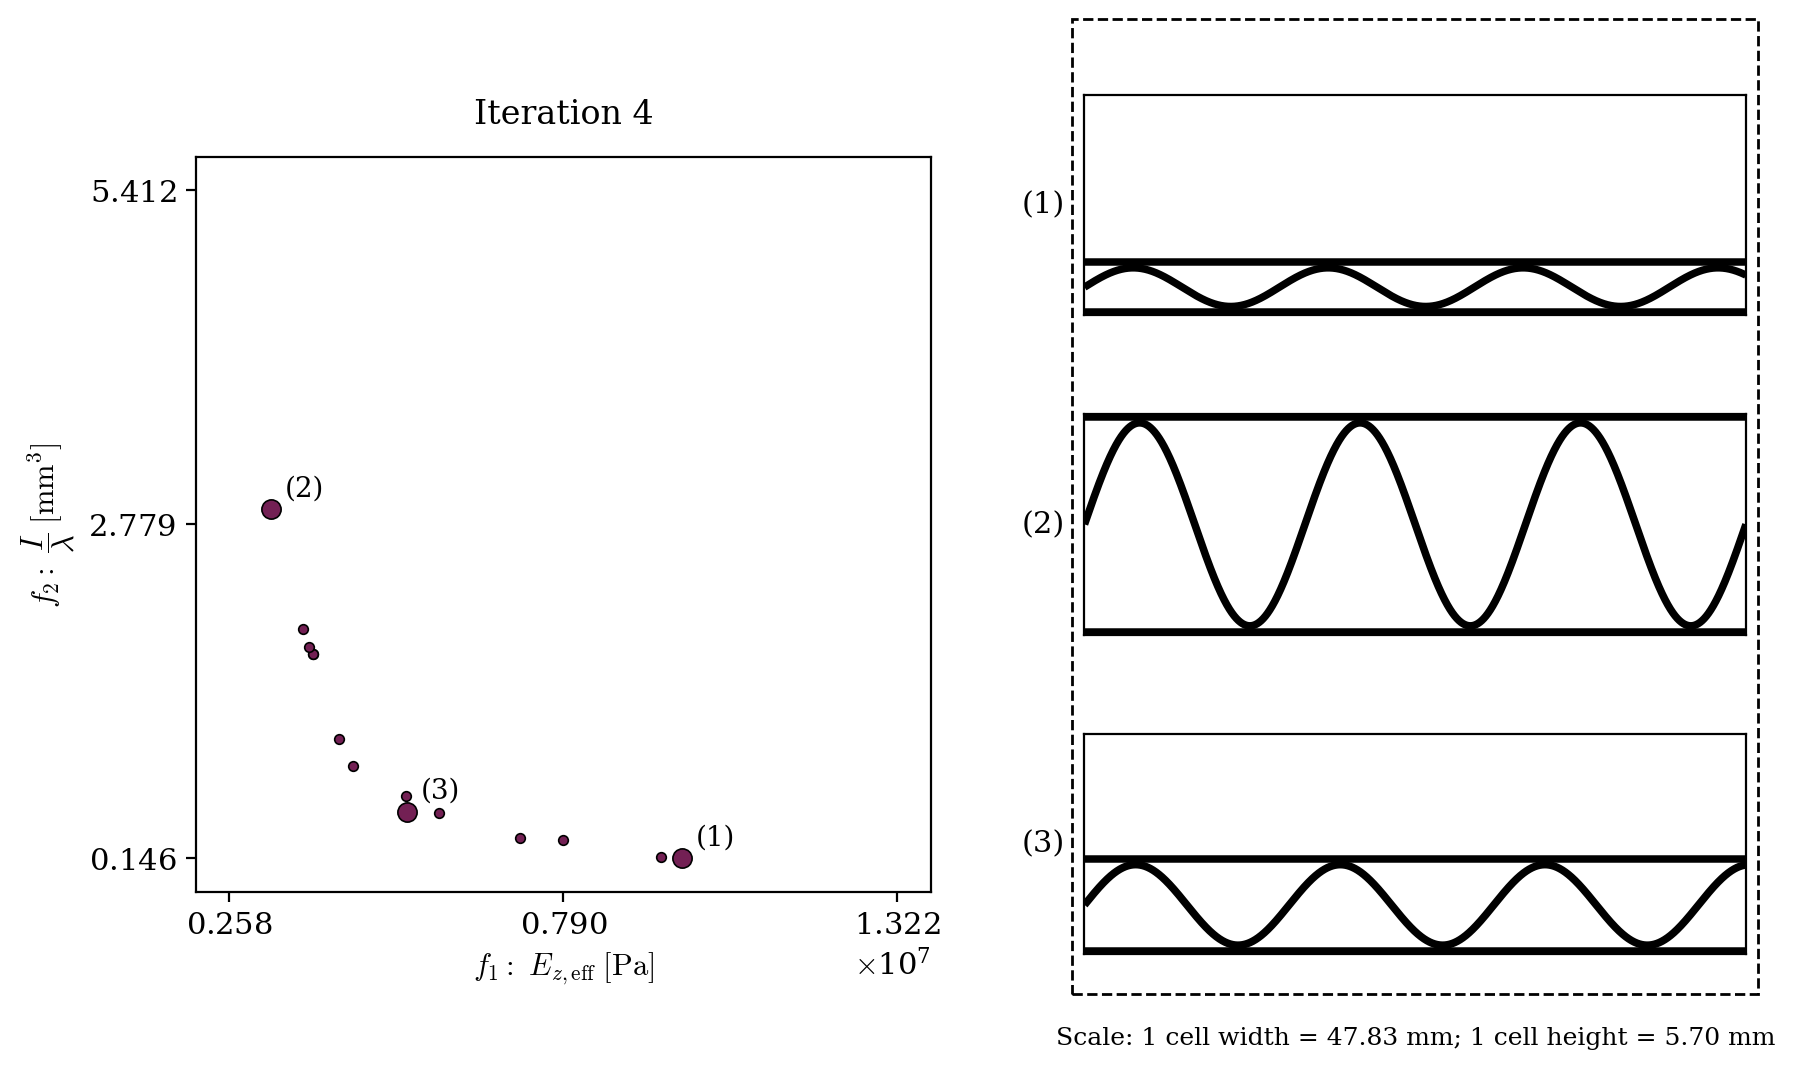 Iteration 4
5.412
2.779
0.146
f₂ : I/λ [mm³]
(2)
(3)
(1)
0.258 0.790 1.322
×10⁷
f₁ : E_{z,eff} [Pa]
(1)
(2)
(3)
Scale: 1 cell width = 47.83 mm; 1 cell height = 5.70 mm